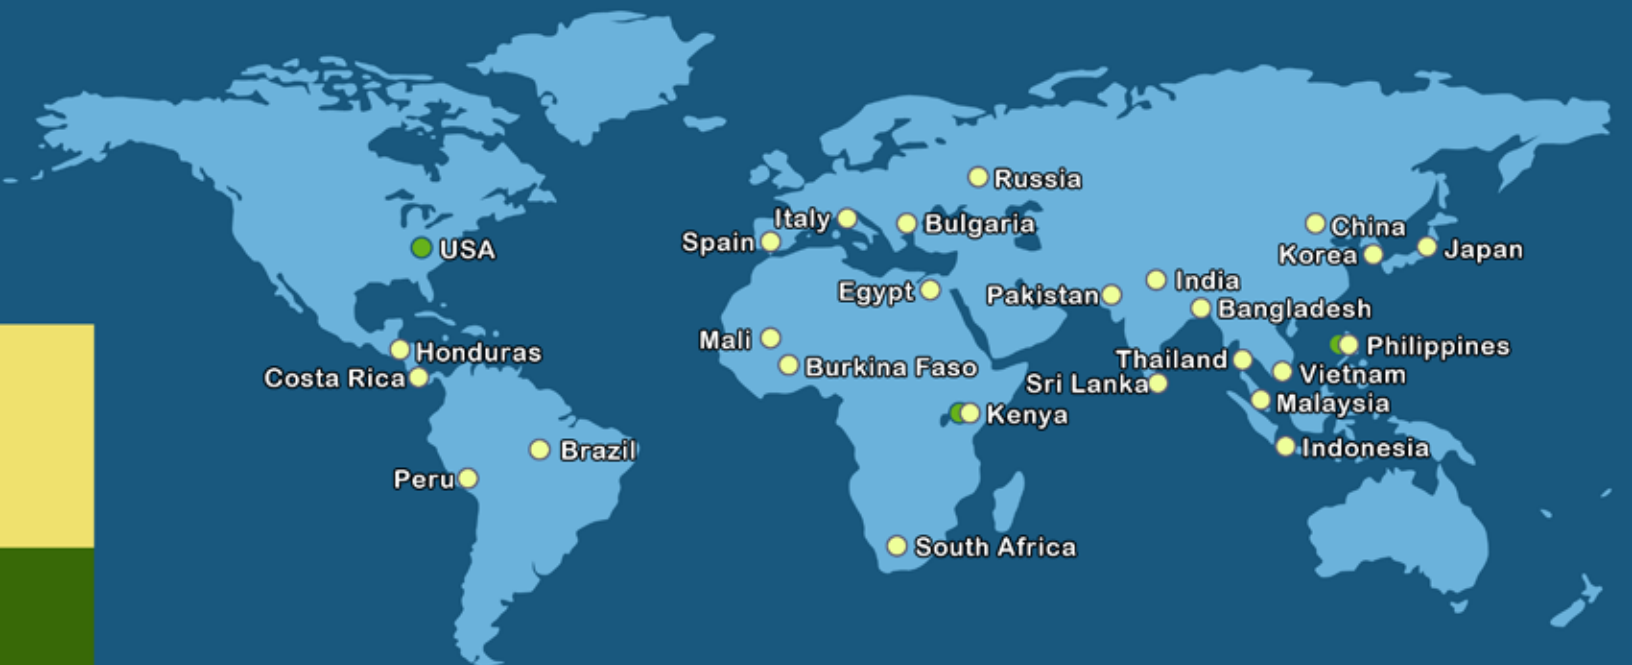 Russia
Italy
Bulgaria
China
Spain
USA
Korea
Japan
India
Egypt
Pakistan
Bangladesh
Mali
Philippines
Honduras
Thailand
Burkina Faso
Vietnam
Costa Rica
Sri Lanka
Malaysia
Kenya
Indonesia
Brazil
Peru
South Africa